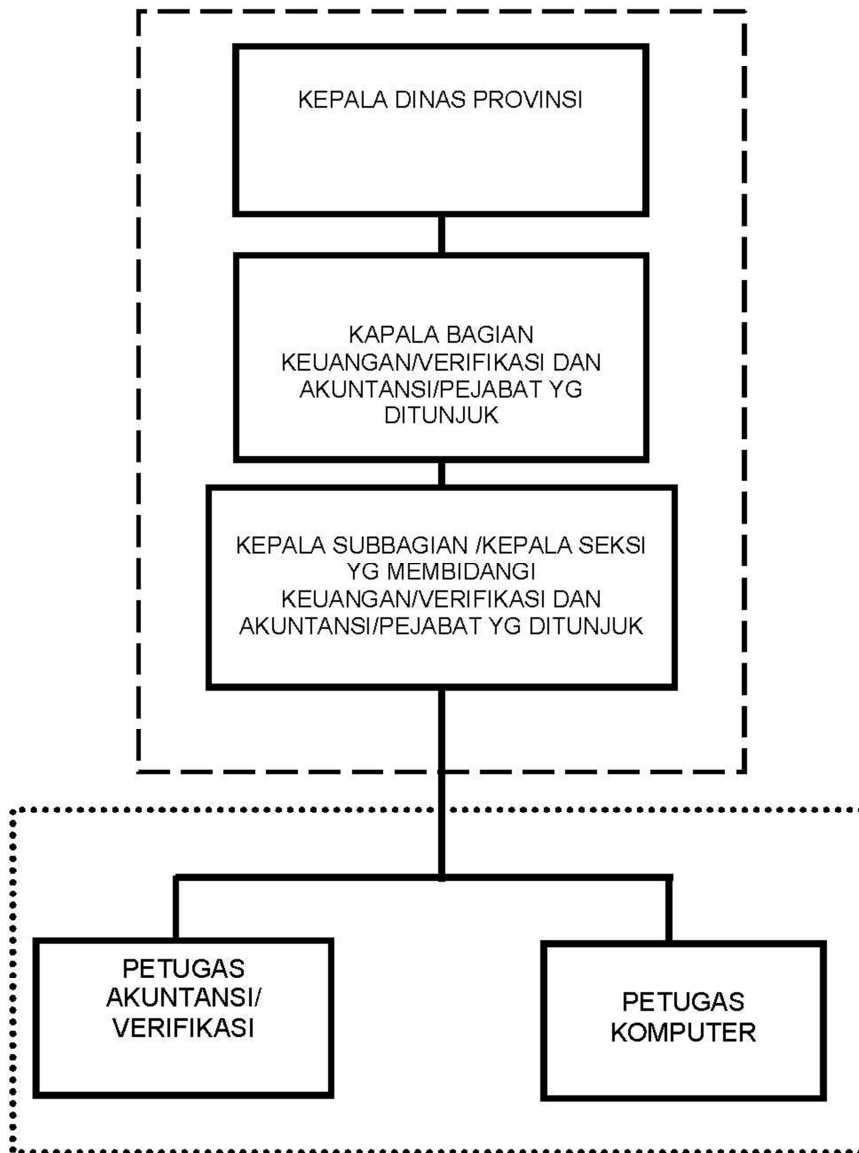 KEPALA DINAS PROVINSI
KAPALA BAGIAN
KEUANGAN/VERIFIKASI DAN
AKUNTANSI/PEJABAT YG
DITUNJUK
KEPALA SUBBAGIAN /KEPALA SEKSI
YG MEMBIDANGI
KEUANGAN/VERIFIKASI DAN
AKUNTANSI/PEJABAT YG DITUNJUK
PETUGAS
AKUNTANSI/
VERIFIKASI
PETUGAS
KOMPUTER